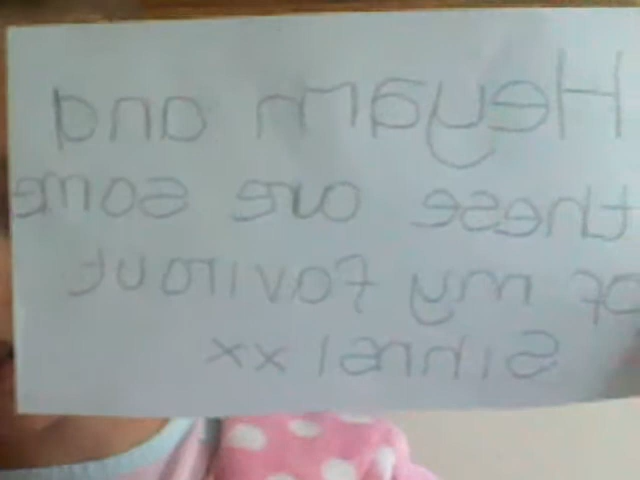 Heyam and
these are some
of my favirout
xx